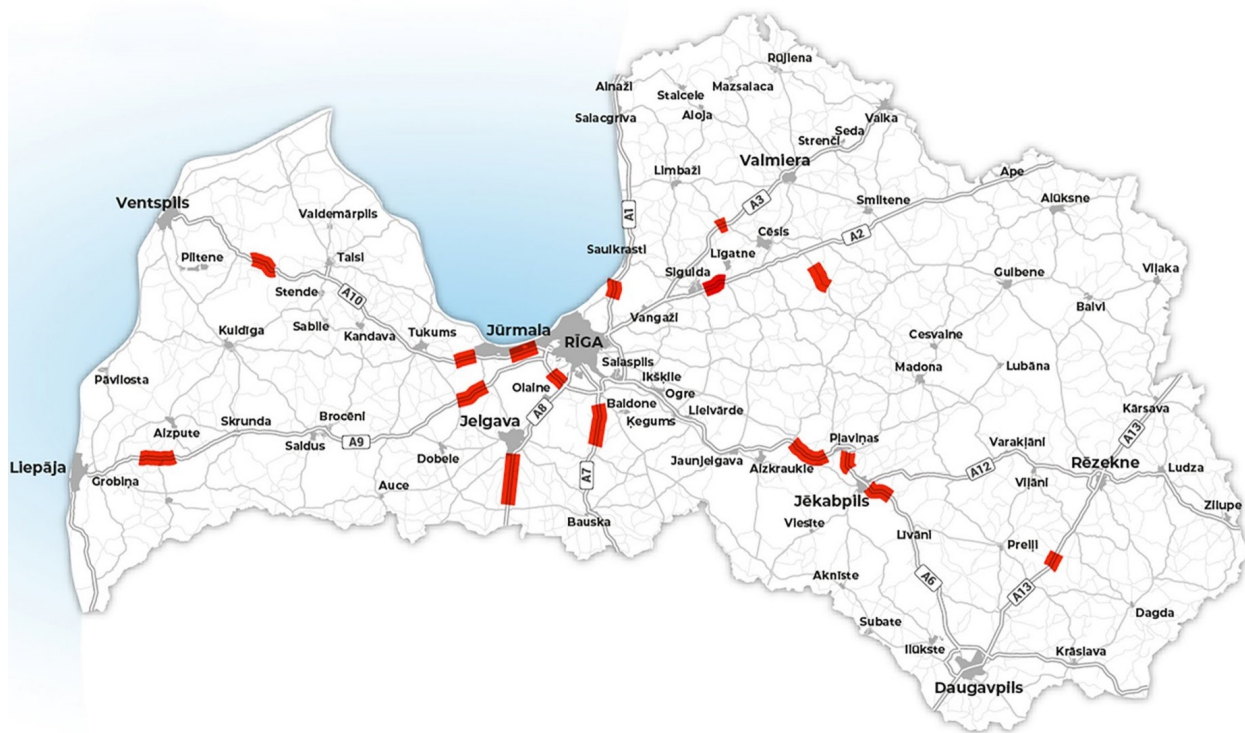 Rūjiena
Ainaži
Mazsalaca
Staicele
Aloja
Salacgrīva
Valka
Seda
Strenči
Valmiera
Limbaži
Ape
Alūksne
Smiltene
A3
A1
A2
Ventspils
Valdemārpils
Cēsis
Saulkrasti
Līgatne
Piltene
Talsi
Sigulda
Gulbene
Viļaka
Stende
A10
Balvi
Vangaži
Sabile
Kandava
Kuldīga
Tukums
Jūrmala
RĪGA
Cesvaine
Salaspils
Lubāna
Madona
Pāvilosta
Olaine
Ikšķile
Ogre
Baldone
Lielvārde
Ķegums
Kārsava
A8
Skrunda
Brocēni
Jelgava
Aizpute
A13
Saldus
A9
Pļaviņas
Varakļāni
Dobele
Jaunjelgava
Aizkraukle
Rēzekne
Liepāja
A7
A12
Ludza
Grobiņa
Viļāni
Auce
Jēkabpils
Zilupe
Bauska
Viesīte
Līvāni
Preiļi
Aknīste
A6
A13
Dagda
Subate
Ilūkste
Krāslava
Daugavpils